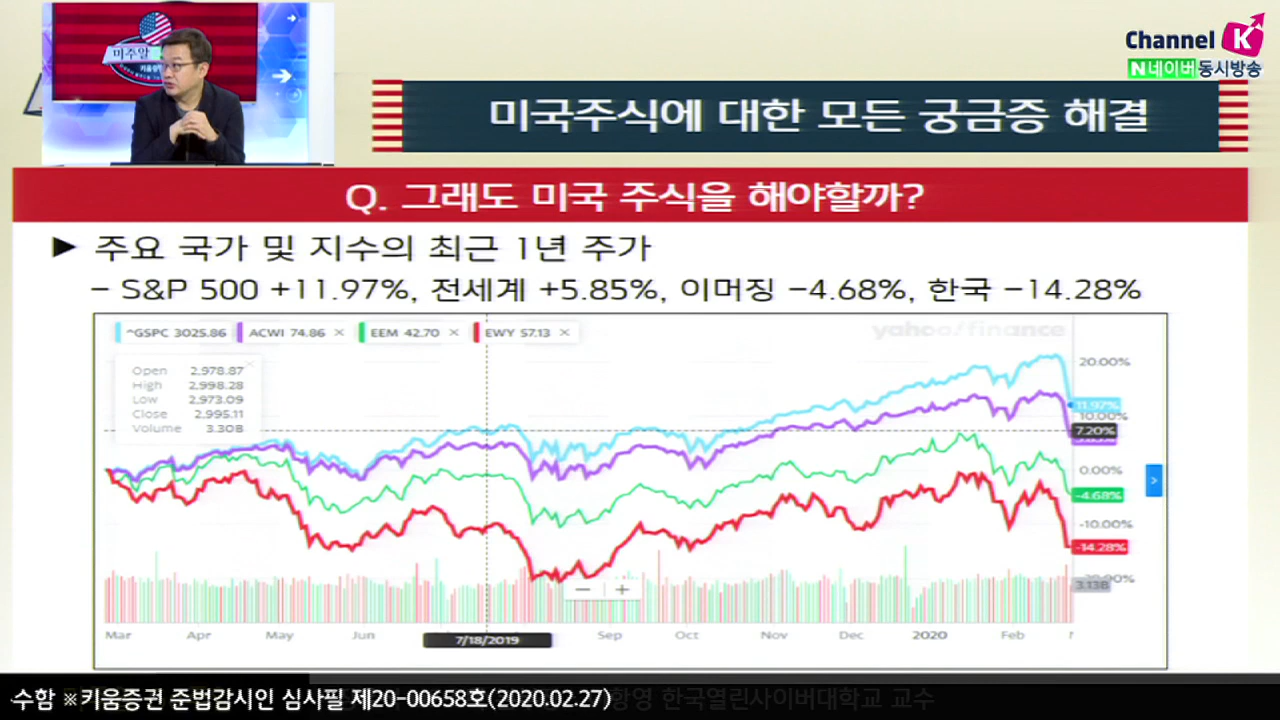 미주알
Channel K
N네이버 동시방송
미국주식에 대한 모든 궁금증 해결
Q. 그래도 미국 주식을 해야할까?
▶ 주요 국가 및 지수의 최근 1년 주가
– S&P 500 +11.97%, 전세계 +5.85%, 이머징 –4.68%, 한국 –14.28%
^GSPC 3025.86 ACWI 74.86 × EEM 42.70 × EWY 57.13 ×
yahoo!finance
Open 2,978.87
High 2,998.28
Low 2,973.09
Close 2,995.11
Volume 3.30B
20.00%
11.97%
10.00%
7.20%
0.00%
-4.68%
-10.00%
-14.28%
3.13B
Mar Apr May Jun 7/18/2019 Sep Oct Nov Dec 2020 Feb
수함 ※키움증권 준법감시인 심사필 제20-00658호(2020.02.27) 황영 한국열린사이버대학교 교수